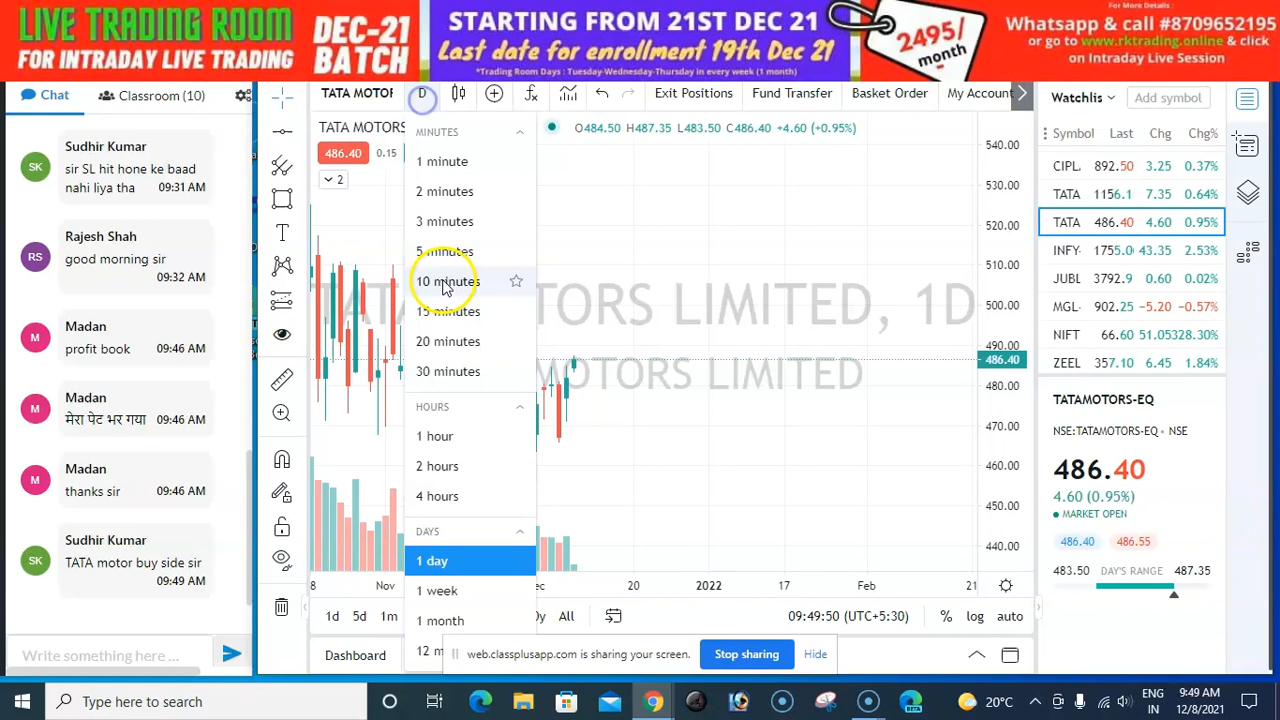 LIVE TRADING ROOM
FOR INTRADAY LIVE TRADING
DEC-21
BATCH
STARTING FROM 21ST DEC 21
Last date for enrollment 19th Dec 21
*Trading Room Days : Tuesday-Wednesday-Thursday in every week (1 month)
2495/
month
For More Details :
Whatsapp & call #8709652195
or go to www.rktrading.online & click
on Intraday Live Session
Chat
Classroom (10)
SK
Sudhir Kumar
sir SL hit hone ke baad
nahi liya tha 09:31 AM
RS
Rajesh Shah
good morning sir
09:32 AM
M
Madan
profit book 09:46 AM
M
Madan
मेरा पेट भर गया 09:46 AM
M
Madan
thanks sir 09:46 AM
SK
Sudhir Kumar
TATA motor buy side sir
09:49 AM
Write something here ...
TATA MOTOR D Exit Positions Fund Transfer Basket Order My Account
TATA MOTORS O484.50 H487.35 L483.50 C486.40 +4.60 (+0.95%)
486.40 0.15
2
MINUTES
1 minute
2 minutes
3 minutes
5 minutes
10 minutes
15 minutes
20 minutes
30 minutes
HOURS
1 hour
2 hours
4 hours
DAYS
1 day
1 week
1 month
12 m
TATA MOTORS LIMITED, 1D
MOTORS LIMITED
540.00
530.00
520.00
510.00
500.00
490.00
486.40
480.00
470.00
460.00
450.00
440.00
8 Nov ec 20 2022 17 Feb 21
1d 5d 1m Dy All 09:49:50 (UTC+5:30) % log auto
Dashboard
web.classplusapp.com is sharing your screen. Stop sharing Hide
Watchlis Add symbol
Symbol Last Chg Chg%
CIPL 892.50 3.25 0.37%
TATA 1156.1 7.35 0.64%
TATA 486.40 4.60 0.95%
INFY 1755.0 43.35 2.53%
JUBL 3792.9 0.60 0.02%
MGL 902.25 -5.20 -0.57%
NIFT 66.60 51.05 328.30%
ZEEL 357.10 6.45 1.84%
TATAMOTORS-EQ
NSE:TATAMOTORS-EQ • NSE
486.40
4.60 (0.95%)
MARKET OPEN
486.40 486.55
483.50 DAY'S RANGE 487.35
Type here to search
20°C
ENG
IN
9:49 AM
12/8/2021